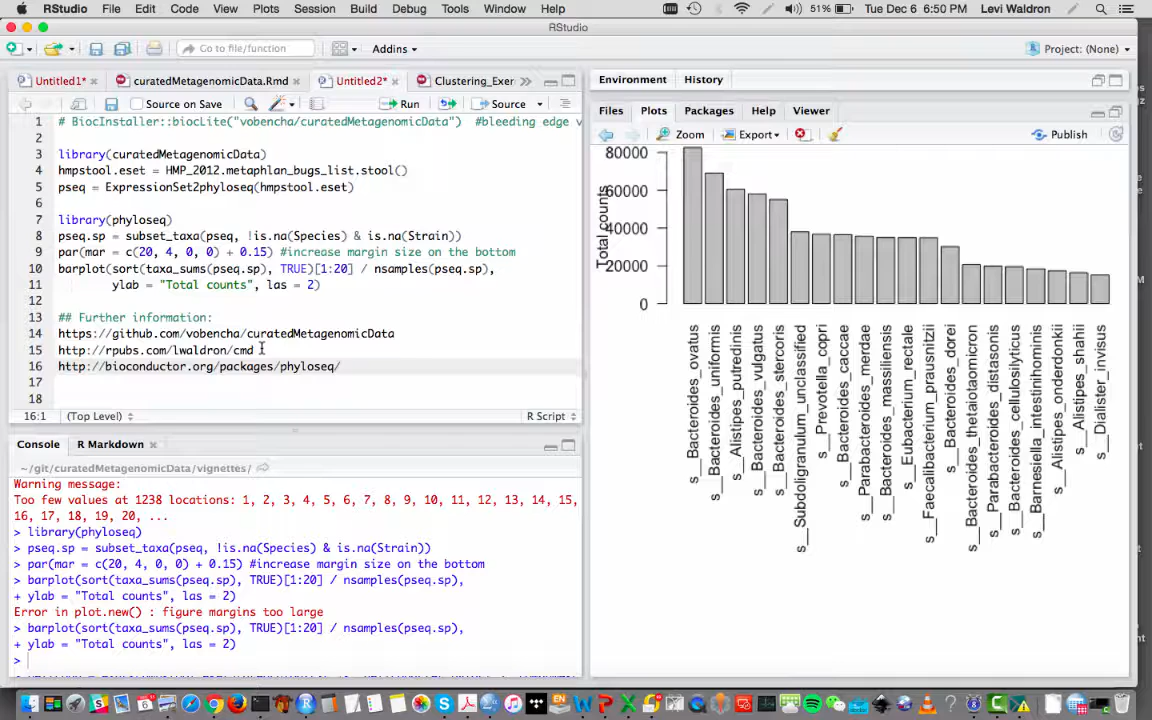 RStudio File Edit Code View Plots Session Build Debug Tools Window Help 51% Tue Dec 6 6:50 PM Levi Waldron
RStudio
Go to file/function Addins Project: (None)
Untitled1* curatedMetagenomicData.Rmd Untitled2* Clustering_Exer
Source on Save Run Source
1 # BiocInstaller::biocLite("vobencha/curatedMetagenomicData") #bleeding edge v
2
3 library(curatedMetagenomicData)
4 hmpstool.eset = HMP_2012.metaphlan_bugs_list.stool()
5 pseq = ExpressionSet2phyloseq(hmpstool.eset)
6
7 library(phyloseq)
8 pseq.sp = subset_taxa(pseq, !is.na(Species) & is.na(Strain))
9 par(mar = c(20, 4, 0, 0) + 0.15) #increase margin size on the bottom
10 barplot(sort(taxa_sums(pseq.sp), TRUE)[1:20] / nsamples(pseq.sp),
11 ylab = "Total counts", las = 2)
12
13 ## Further information:
14 https://github.com/vobencha/curatedMetagenomicData
15 http://rpubs.com/lwaldron/cmd
16 http://bioconductor.org/packages/phyloseq/
17
18
16:1 (Top Level) R Script
Console R Markdown
~/git/curatedMetagenomicData/vignettes/
Warning message:
Too few values at 1238 locations: 1, 2, 3, 4, 5, 6, 7, 8, 9, 10, 11, 12, 13, 14, 15,
16, 17, 18, 19, 20, ...
> library(phyloseq)
> pseq.sp = subset_taxa(pseq, !is.na(Species) & is.na(Strain))
> par(mar = c(20, 4, 0, 0) + 0.15) #increase margin size on the bottom
> barplot(sort(taxa_sums(pseq.sp), TRUE)[1:20] / nsamples(pseq.sp),
+ ylab = "Total counts", las = 2)
Error in plot.new() : figure margins too large
> barplot(sort(taxa_sums(pseq.sp), TRUE)[1:20] / nsamples(pseq.sp),
+ ylab = "Total counts", las = 2)
>
Environment History
Files Plots Packages Help Viewer
Zoom Export Publish
Total counts
80000
60000
40000
20000
0
s__Bacteroides_ovatus
s__Bacteroides_uniformis
s__Alistipes_putredinis
s__Bacteroides_vulgatus
s__Bacteroides_stercoris
s__Subdoligranulum_unclassified
s__Prevotella_copri
s__Bacteroides_caccae
s__Parabacteroides_merdae
s__Bacteroides_massiliensis
s__Eubacterium_rectale
s__Faecalibacterium_prausnitzii
s__Bacteroides_dorei
s__Bacteroides_thetaiotaomicron
s__Parabacteroides_distasonis
s__Bacteroides_cellulosilyticus
s__Barnesiella_intestinihominis
s__Alistipes_onderdonkii
s__Alistipes_shahii
s__Dialister_invisus